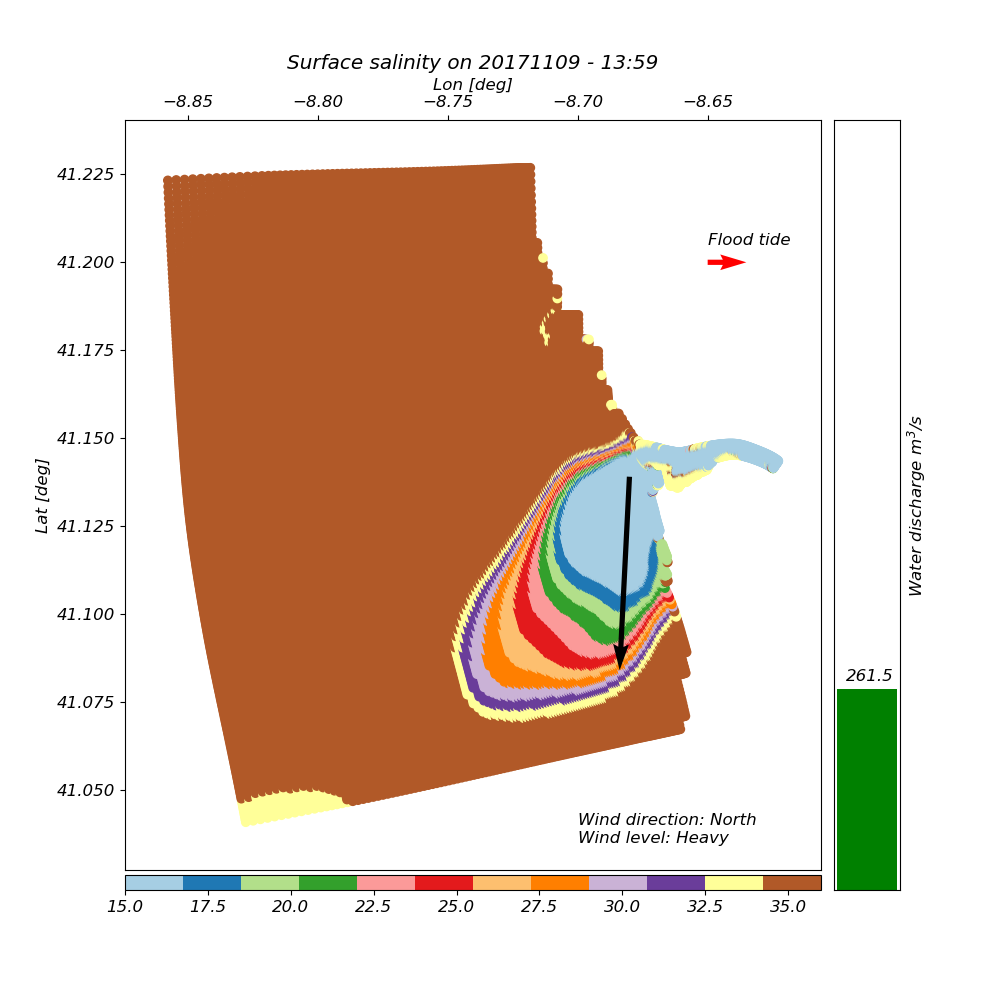 Surface salinity on 20171109 - 13:59
Lon [deg]
−8.85 −8.80 −8.75 −8.70 −8.65
41.225
41.200
41.175
41.150
41.125
41.100
41.075
41.050
Lat [deg]
Flood tide
Wind direction: North
Wind level: Heavy
15.0 17.5 20.0 22.5 25.0 27.5 30.0 32.5 35.0
261.5
Water discharge m³/s